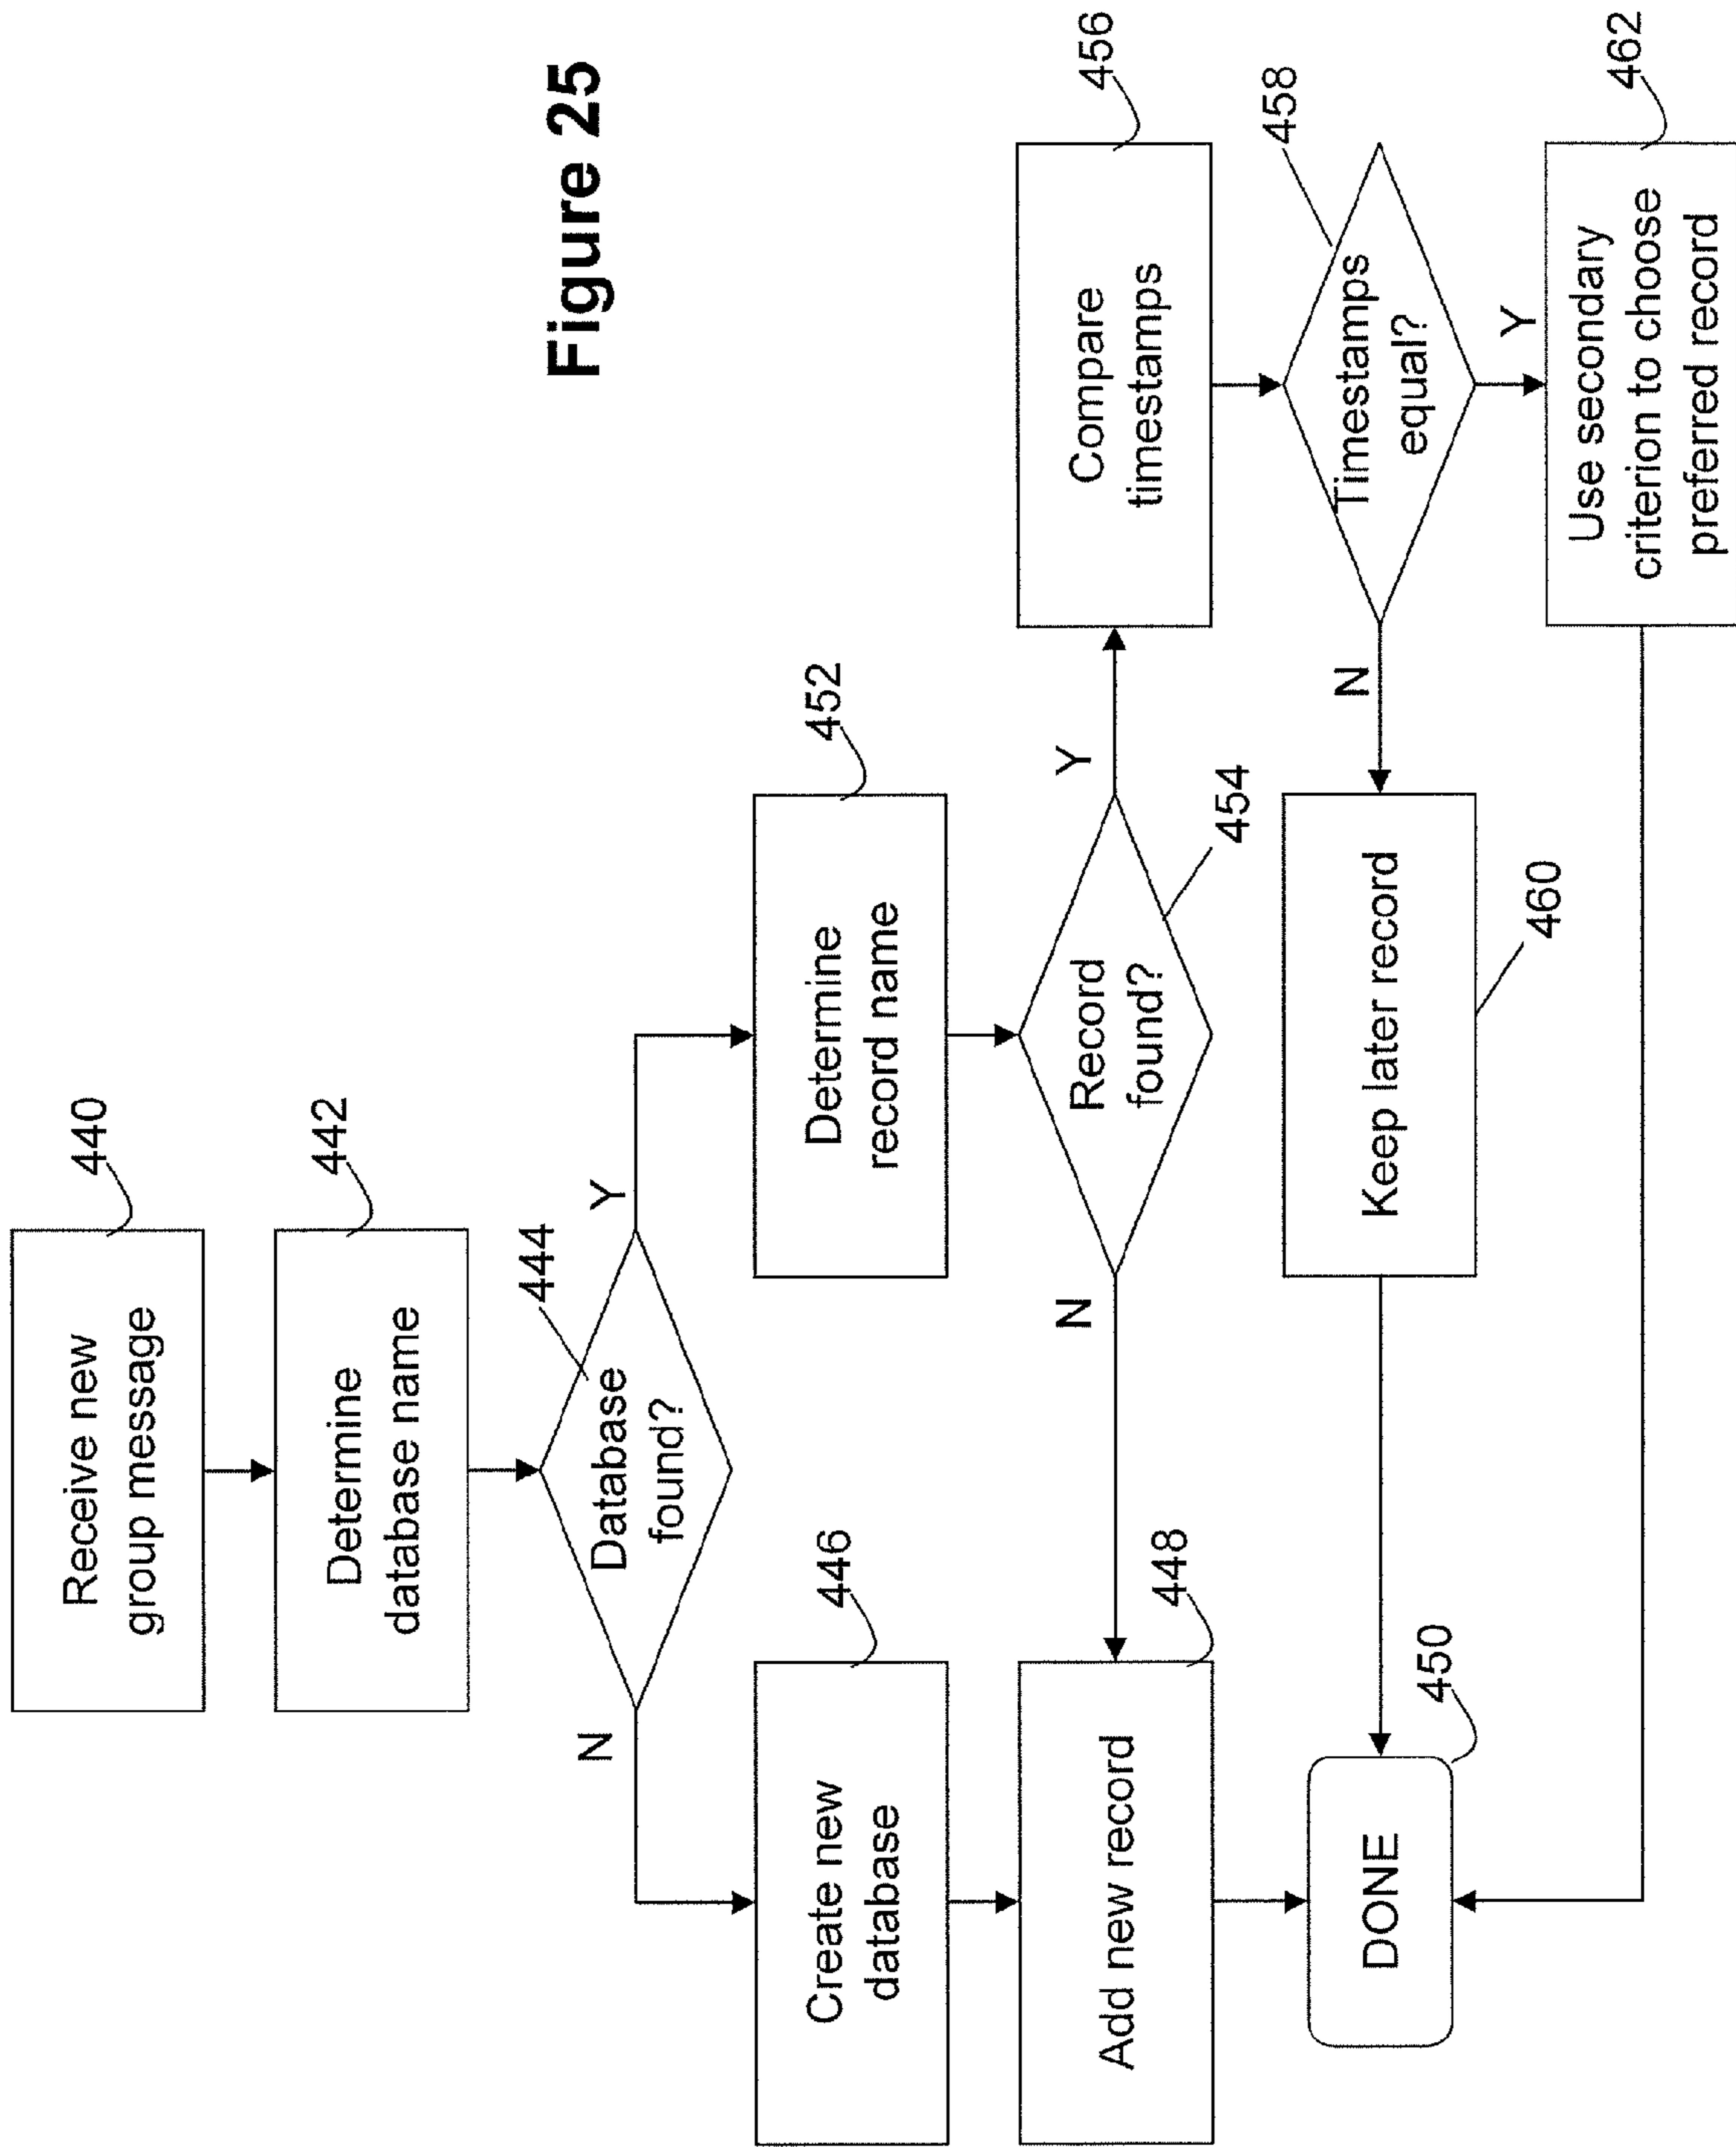 Figure 25
Receive new
group message
440
Determine
database name
442
Database
found?
444
Y
N
Create new
database
446
Determine
record name
452
Add new record
448
N
Record
found?
454
Y
Compare
timestamps
456
DONE
450
Keep later record
460
N
Timestamps
equal?
458
Y
Use secondary
criterion to choose
preferred record
462